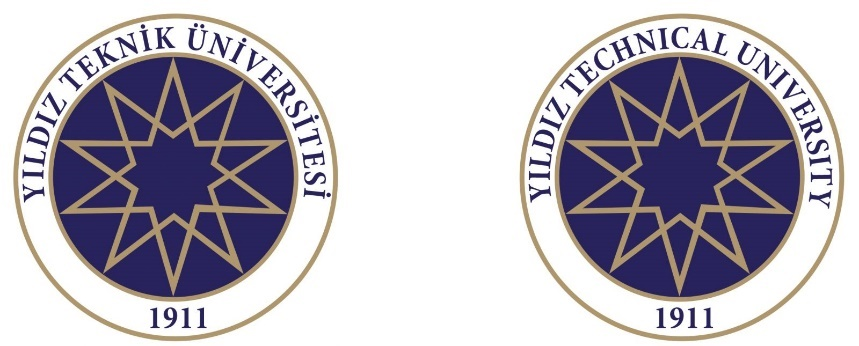 YILDIZ TEKNİK ÜNİVERSİTESİ
1911
YILDIZ TECHNICAL UNIVERSITY
1911